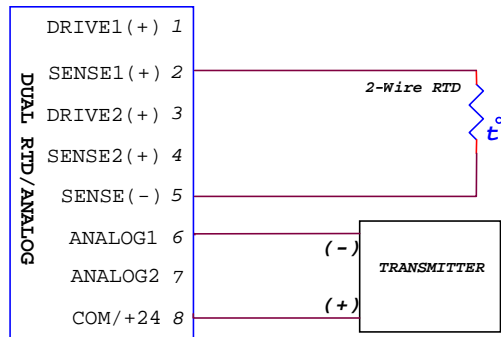 DUAL RTD/ANALOG
DRIVE1(+) 1
SENSE1(+) 2
DRIVE2(+) 3
SENSE2(+) 4
SENSE(-) 5
ANALOG1 6
ANALOG2 7
COM/+24 8
2-Wire RTD
t°
(-)
TRANSMITTER
(+)